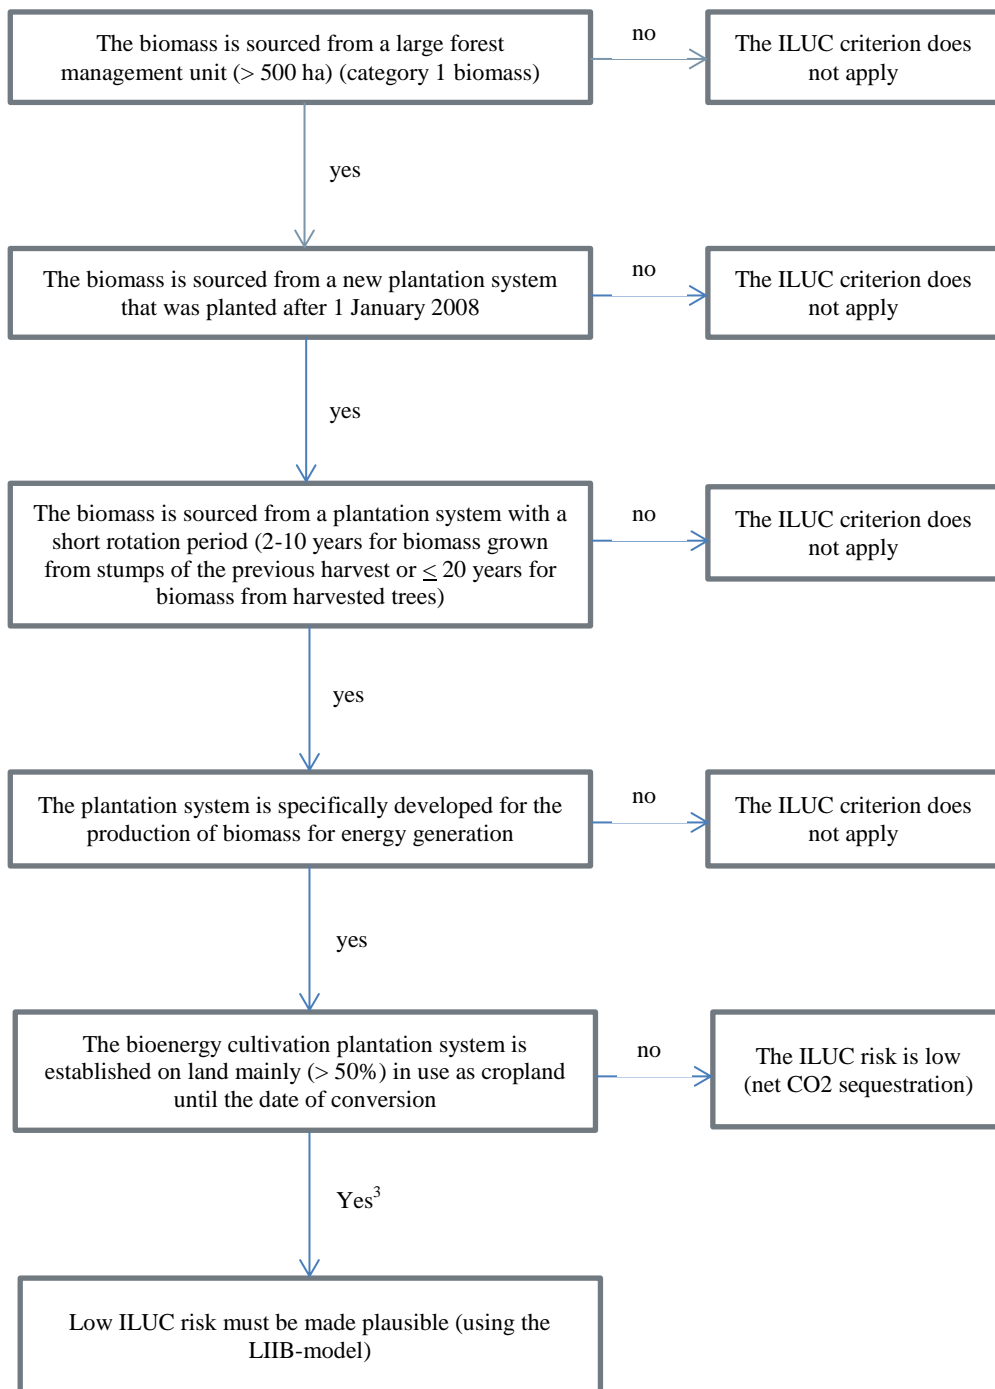 The biomass is sourced from a large forest
management unit (> 500 ha) (category 1 biomass)
no
The ILUC criterion does
not apply
yes
The biomass is sourced from a new plantation system
that was planted after 1 January 2008
no
The ILUC criterion does
not apply
yes
The biomass is sourced from a plantation system with a
short rotation period (2-10 years for biomass grown
from stumps of the previous harvest or ≤ 20 years for
biomass from harvested trees)
no
The ILUC criterion does
not apply
yes
The plantation system is specifically developed for the
production of biomass for energy generation
no
The ILUC criterion does
not apply
yes
The bioenergy cultivation plantation system is
established on land mainly (> 50%) in use as cropland
until the date of conversion
no
The ILUC risk is low
(net CO2 sequestration)
Yes³
Low ILUC risk must be made plausible (using the
LIIB-model)